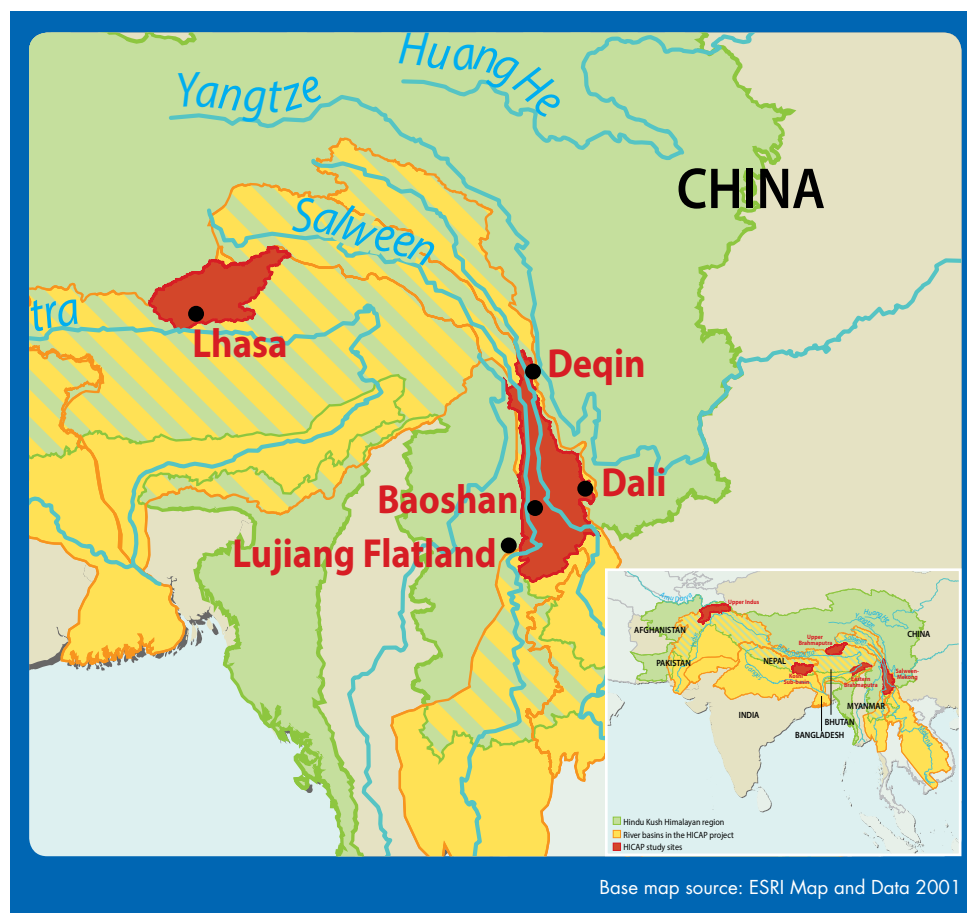 Huang He
Yangtze
CHINA
Salween
tra
Lhasa
Deqin
Dali
Baoshan
Lujiang Flatland
Upper Indus
Huang He
AFGHANISTAN
CHINA
Upper
Brahmaputra
PAKISTAN
NEPAL
Koshi
Sub-basin
Eastern
Brahmaputra
Salween-
Mekong
INDIA
MYANMAR
BHUTAN
BANGLADESH
Hindu Kush Himalayan region
River basins in the HICAP project
HICAP study sites
Base map source: ESRI Map and Data 2001